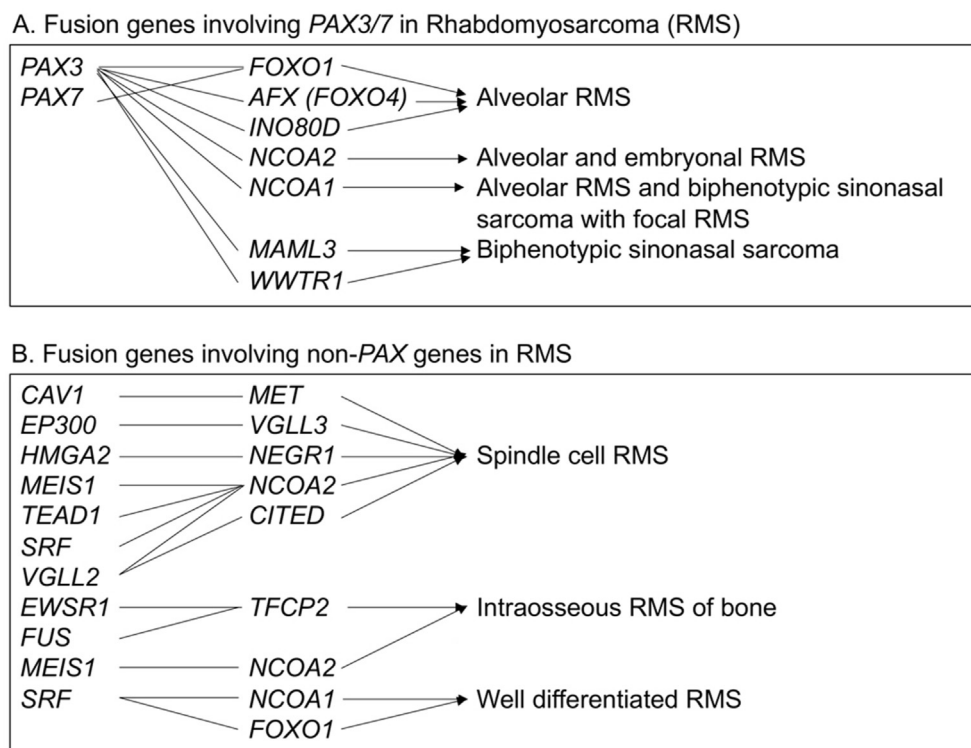 A. Fusion genes involving PAX3/7 in Rhabdomyosarcoma (RMS)
PAX3 FOXO1
PAX7 AFX (FOXO4) Alveolar RMS
INO80D
NCOA2 Alveolar and embryonal RMS
NCOA1 Alveolar RMS and biphenotypic sinonasal
sarcoma with focal RMS
MAML3 Biphenotypic sinonasal sarcoma
WWTR1
B. Fusion genes involving non-PAX genes in RMS
CAV1 MET
EP300 VGLL3
HMGA2 NEGR1 Spindle cell RMS
MEIS1 NCOA2
TEAD1 CITED
SRF
VGLL2
EWSR1 TFCP2 Intraosseous RMS of bone
FUS
MEIS1 NCOA2
SRF NCOA1 Well differentiated RMS
FOXO1